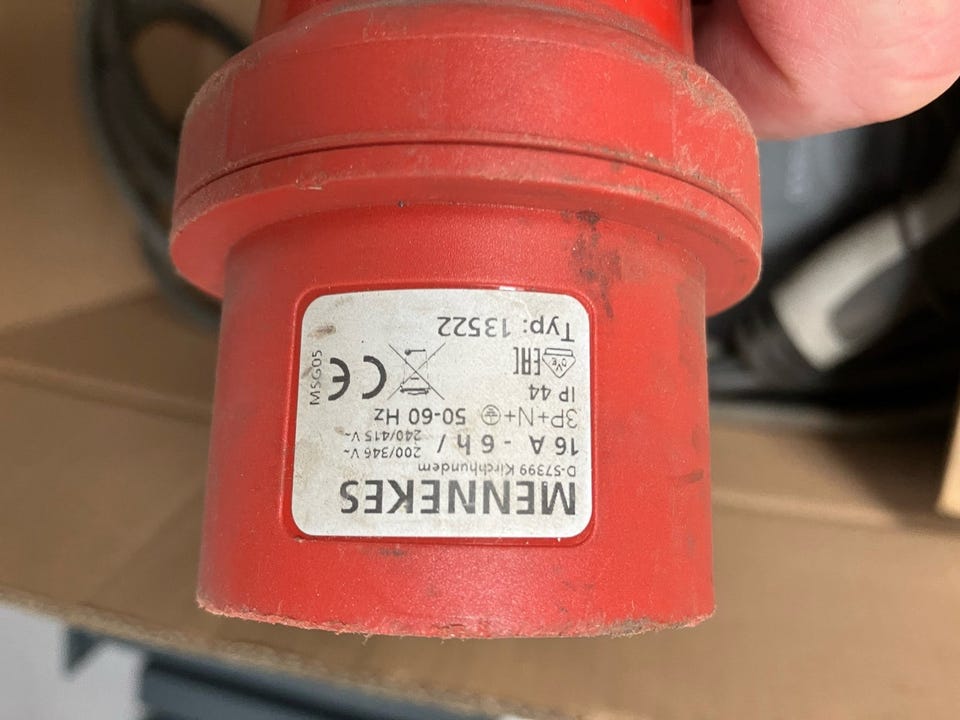 MENNEKES
D-57399 Kirchhundem
16 A - 6 h / 200/346 V~ 240/415 V~
3P+N+⏚ 50-60 Hz
IP 44
DVE EAC CE
Typ: 13522
MSG05